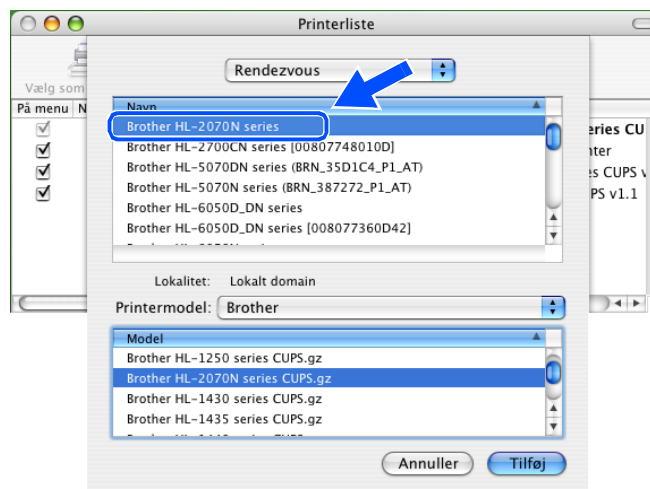 Printerliste
Rendezvous
Vælg som
På menu N
Navn
Brother HL-2070N series
Brother HL-2700CN series [00807748010D]
Brother HL-5070DN series (BRN_35D1C4_P1_AT)
Brother HL-5070N series (BRN_387272_P1_AT)
Brother HL-6050D_DN series
Brother HL-6050D_DN series [008077360D42]
eries CU
nter
es CUPS v
PS v1.1
Lokalitet: Lokalt domain
Printermodel: Brother
Model
Brother HL-1250 series CUPS.gz
Brother HL-2070N series CUPS.gz
Brother HL-1430 series CUPS.gz
Brother HL-1435 series CUPS.gz
Annuller Tilføj